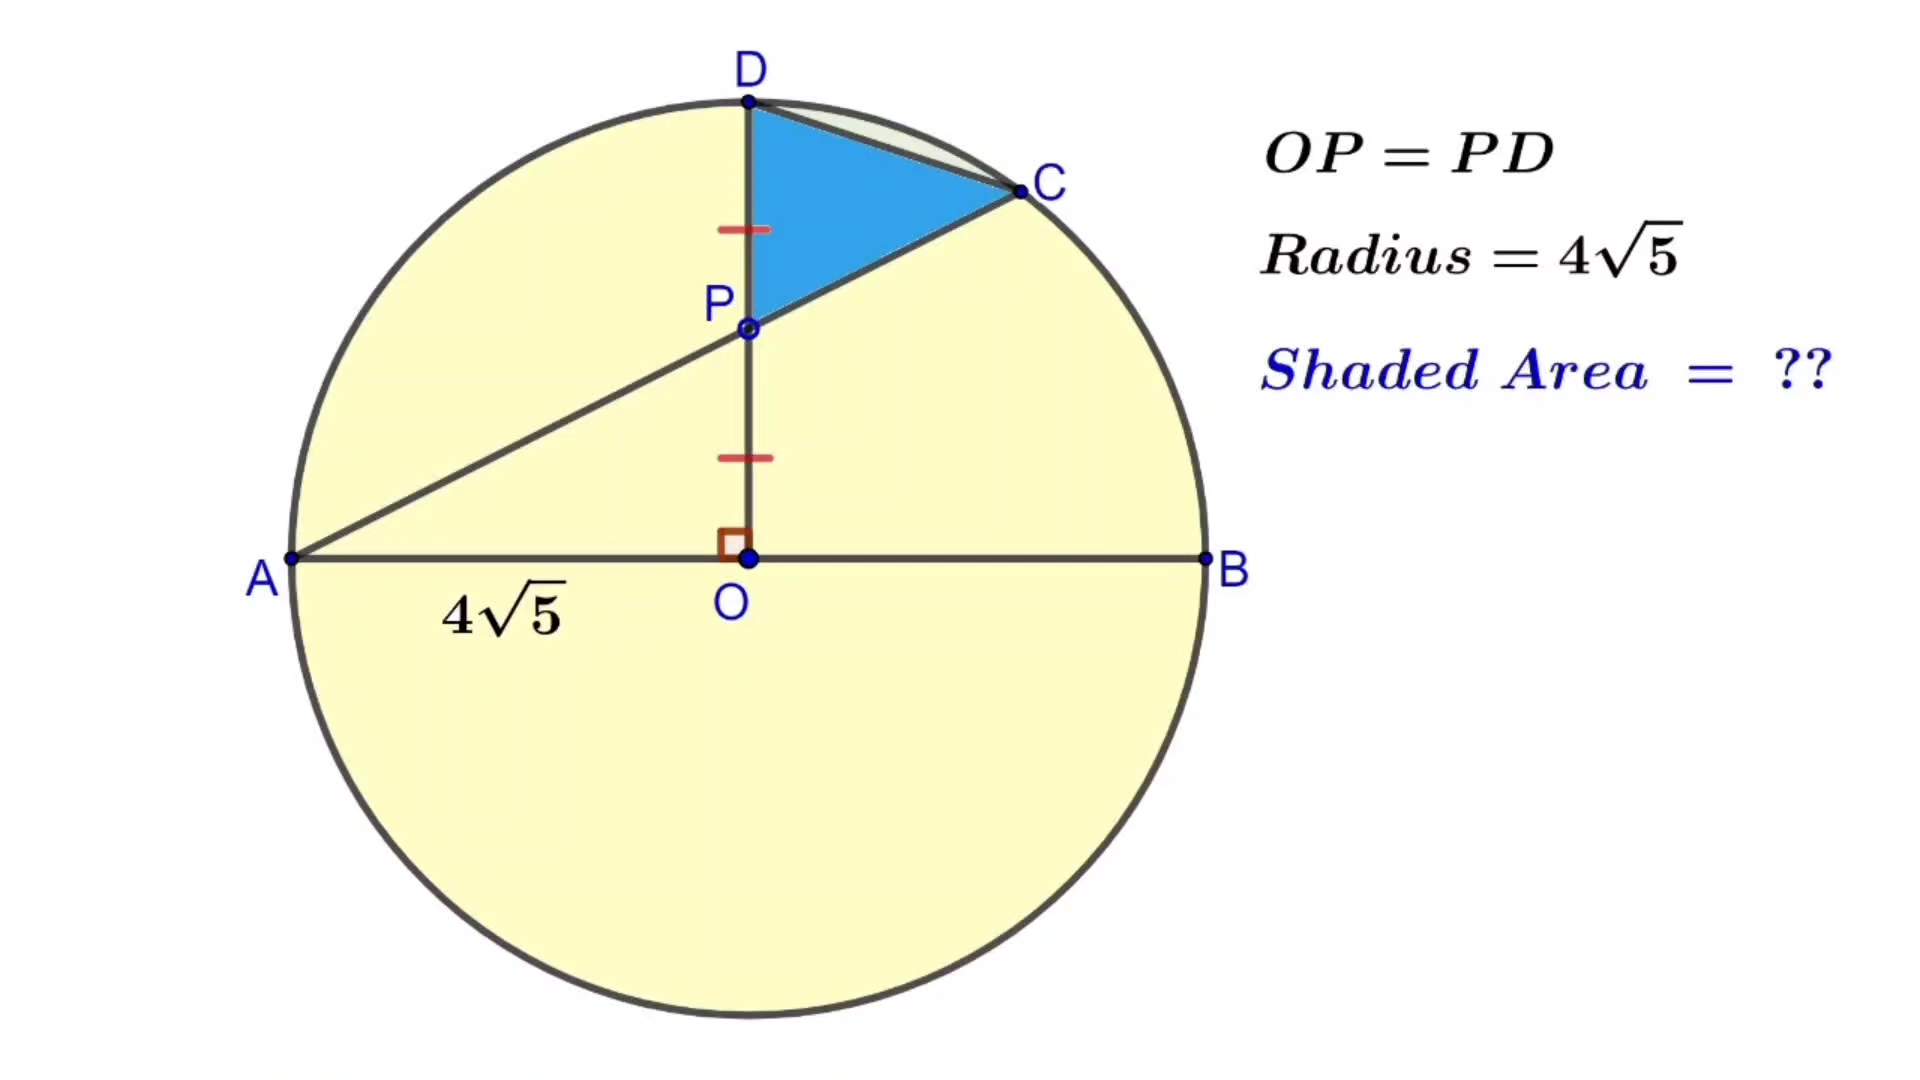 D
C
P
A
O
B
4√5
OP = PD
Radius = 4√5
Shaded Area = ??